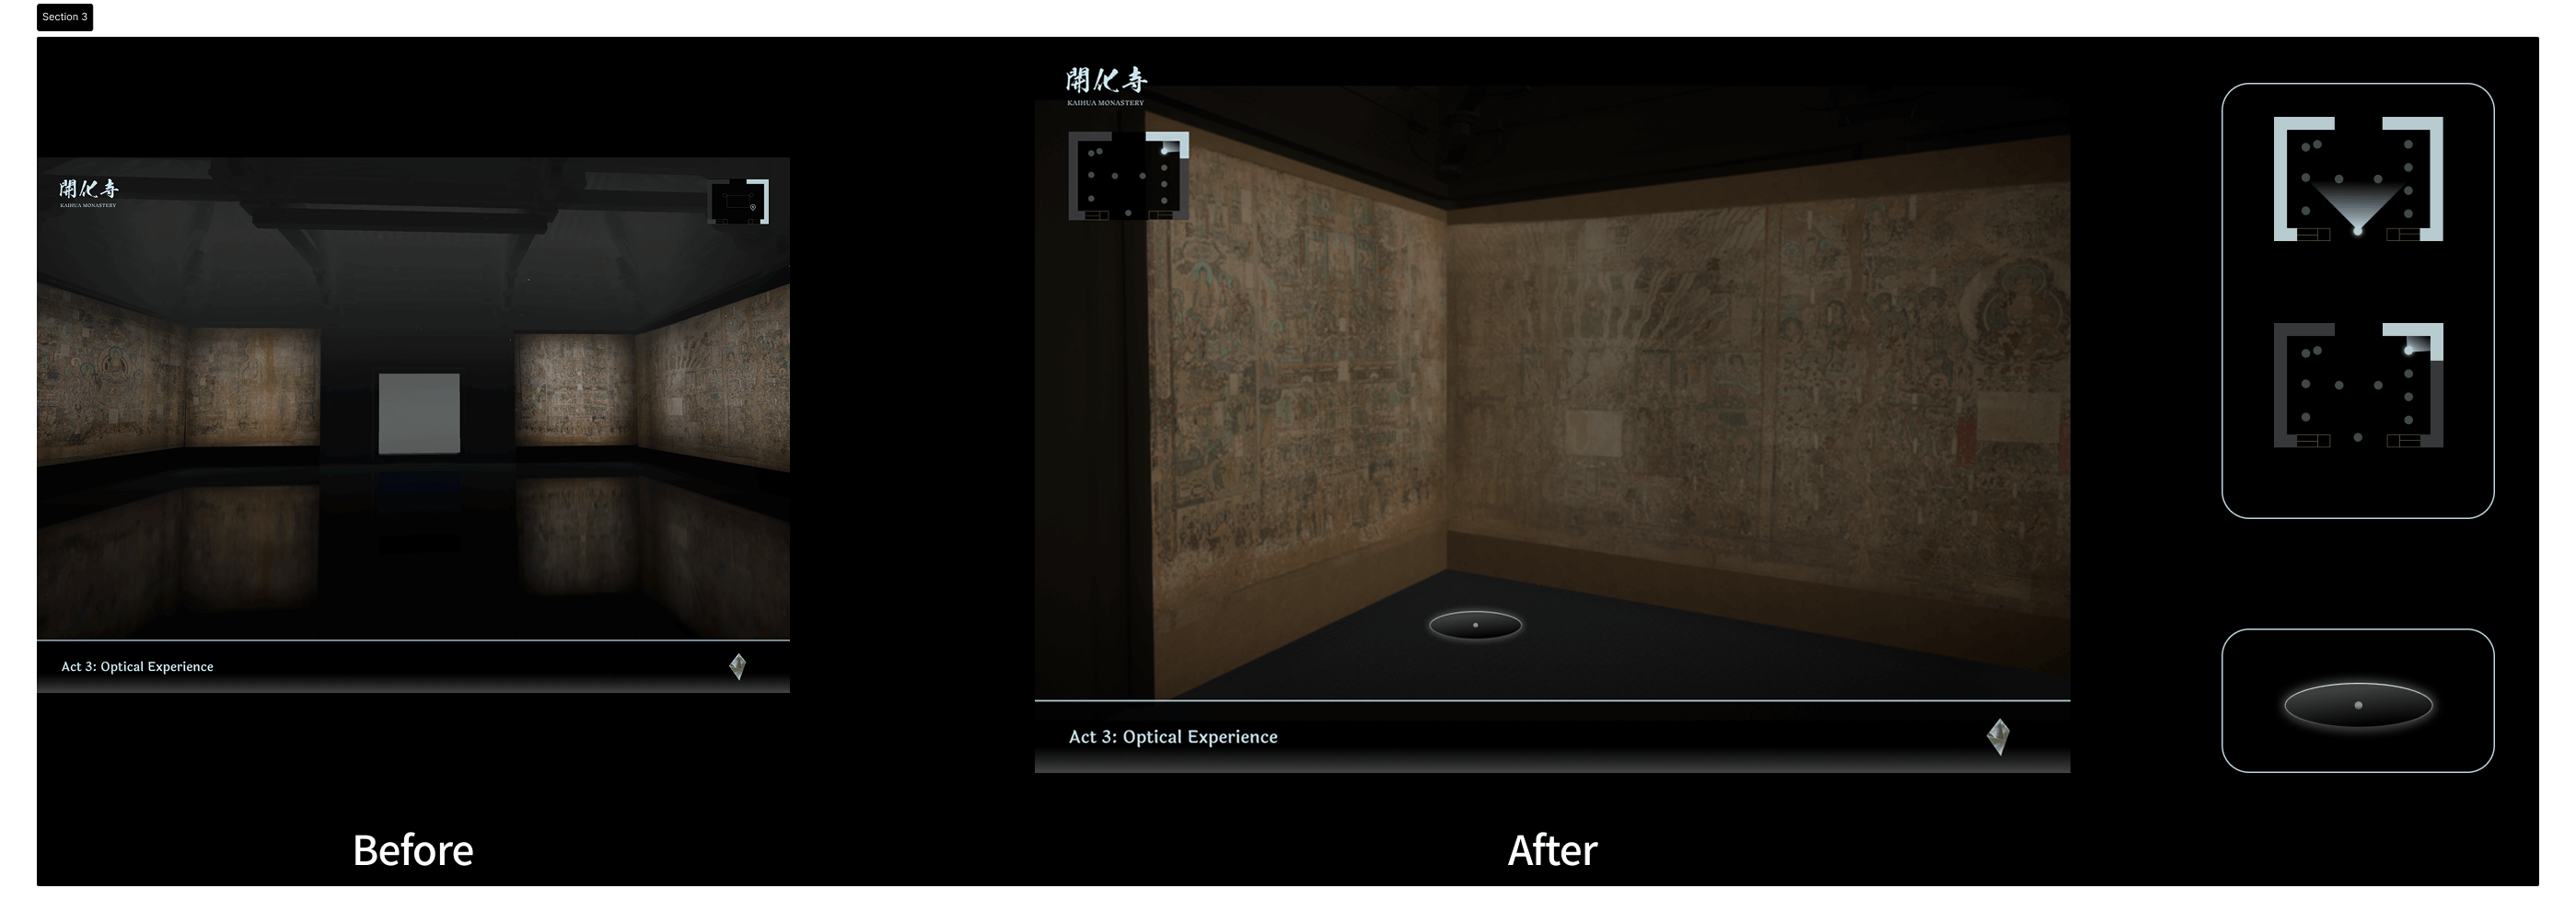 Section 3
開化寺
KAIHUA MONASTERY
Act 3: Optical Experience
Before
開化寺
KAIHUA MONASTERY
Act 3: Optical Experience
After